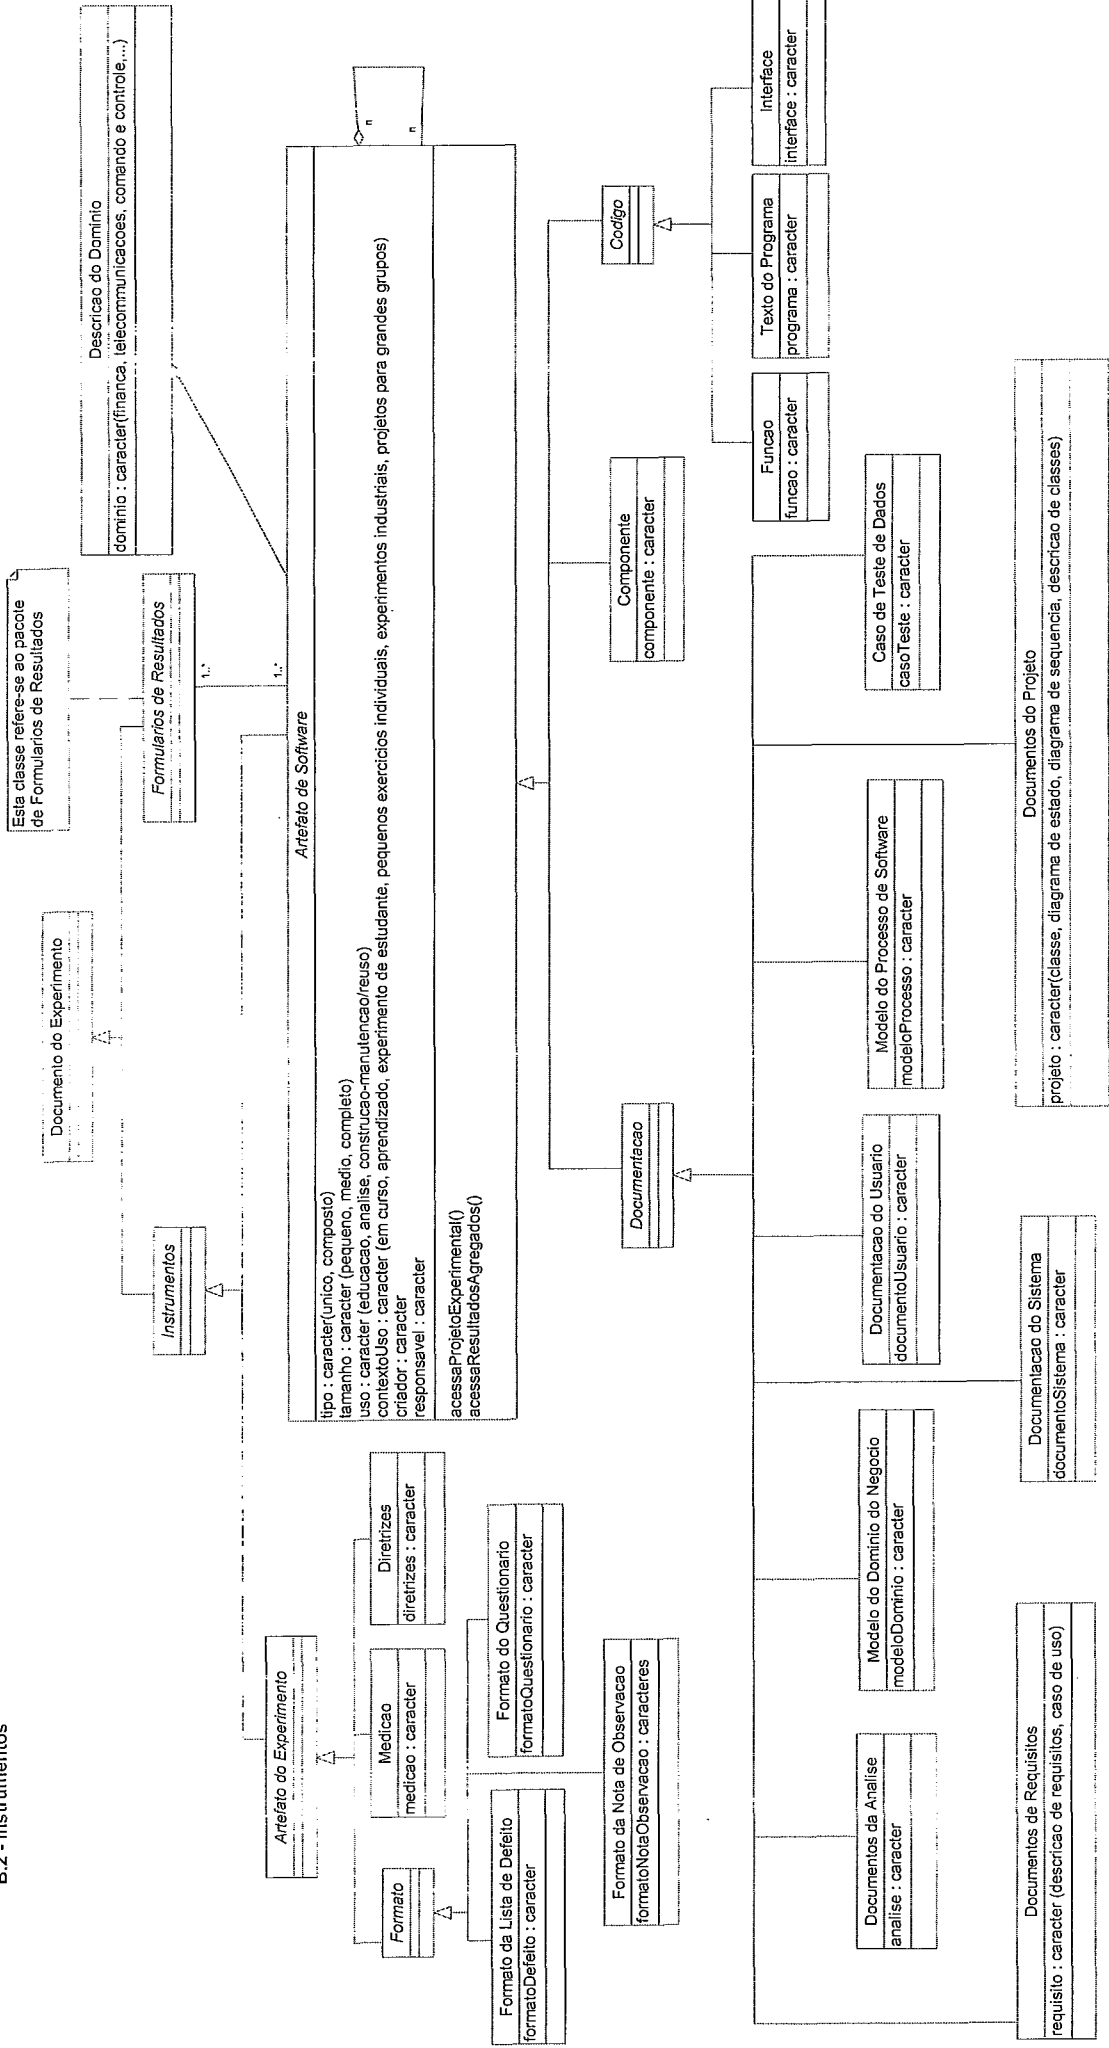 B.2 - Instrumentos
Esta classe refere-se ao pacote
de Formularios de Resultados
Documento do Experimento
Instrumentos
Formularios de Resultados
1..*
1..*
Descricao do Dominio
dominio : caracter(financa, telecommunicacoes, comando e controle,...)
Artefato do Experimento
Artefato de Software
tipo : caracter(unico, composto)
tamanho : caracter (pequeno, medio, completo)
uso : caracter (educacao, analise, construcao-manutencao/reuso)
contextoUso : caracter (em curso, aprendizado, experimento de estudante, pequenos exercicios individuais, experimentos industriais, projetos para grandes grupos)
criador : caracter
responsavel : caracter
acessaProjetoExperimental()
acessaResultadosAgregados()
n
n
Formato
Medicao
medicao : caracter
Diretrizes
diretrizes : caracter
Formato da Lista de Defeito
formatoDefeito : caracter
Formato do Questionario
formatoQuestionario : caracter
Formato da Nota de Observacao
formatoNotaObservacao : caracteres
Documentacao
Componente
componente : caracter
Codigo
Funcao
funcao : caracter
Texto do Programa
programa : caracter
Interface
interface : caracter
Documentos da Analise
analise : caracter
Modelo do Dominio do Negocio
modeloDominio : caracter
Documentacao do Usuario
documentoUsuario : caracter
Modelo do Processo de Software
modeloProcesso : caracter
Caso de Teste de Dados
casoTeste : caracter
Documentos de Requisitos
requisito : caracter (descricao de requisitos, caso de uso)
Documentacao do Sistema
documentoSistema : caracter
Documentos do Projeto
projeto : caracter(classe, diagrama de estado, diagrama de sequencia, descricao de classes)